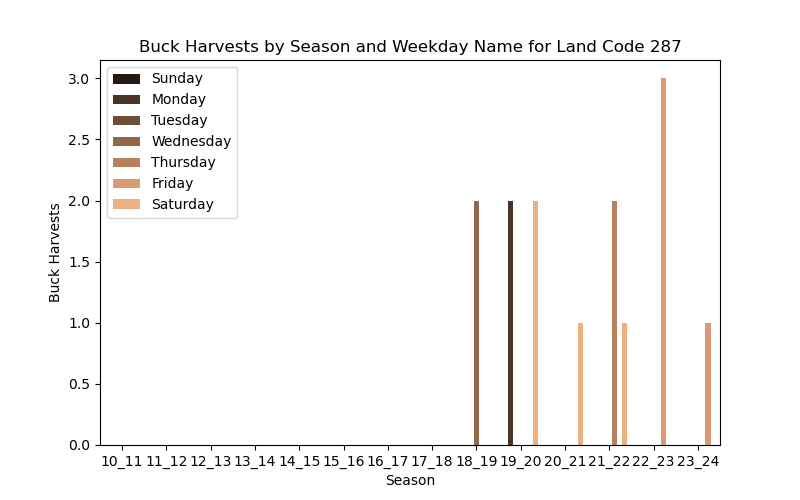 Buck Harvests by Season and Weekday Name for Land Code 287
Sunday
Monday
Tuesday
Wednesday
Thursday
Friday
Saturday
3.0
2.5
2.0
1.5
1.0
0.5
0.0
Buck Harvests
10_11 11_12 12_13 13_14 14_15 15_16 16_17 17_18 18_19 19_20 20_21 21_22 22_23 23_24
Season